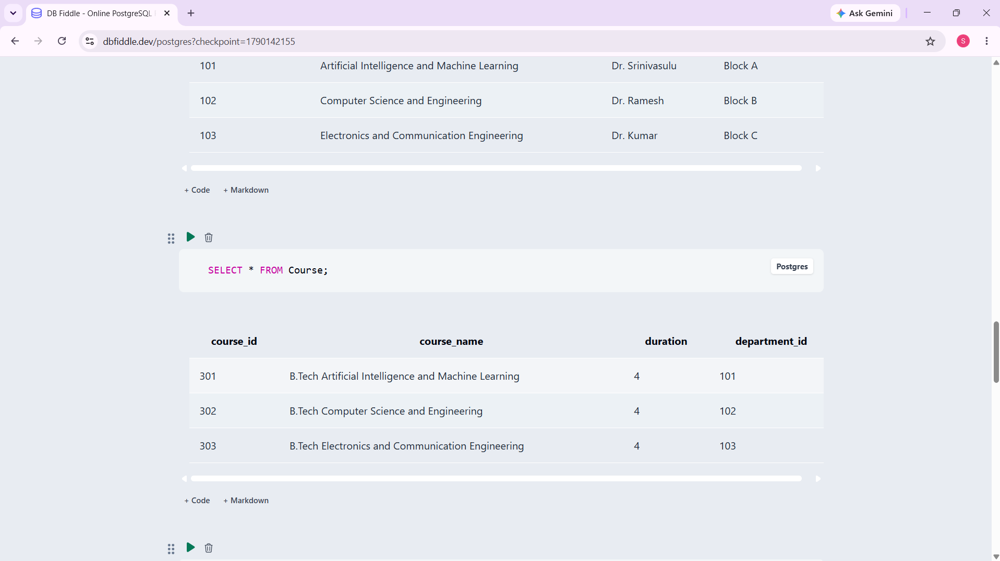 DB Fiddle - Online PostgreSQL
Ask Gemini
dbfiddle.dev/postgres?checkpoint=1790142155
S
101 Artificial Intelligence and Machine Learning Dr. Srinivasulu Block A
102 Computer Science and Engineering Dr. Ramesh Block B
103 Electronics and Communication Engineering Dr. Kumar Block C
+ Code + Markdown
SELECT * FROM Course;
Postgres
course_id course_name duration department_id
301 B.Tech Artificial Intelligence and Machine Learning 4 101
302 B.Tech Computer Science and Engineering 4 102
303 B.Tech Electronics and Communication Engineering 4 103
+ Code + Markdown